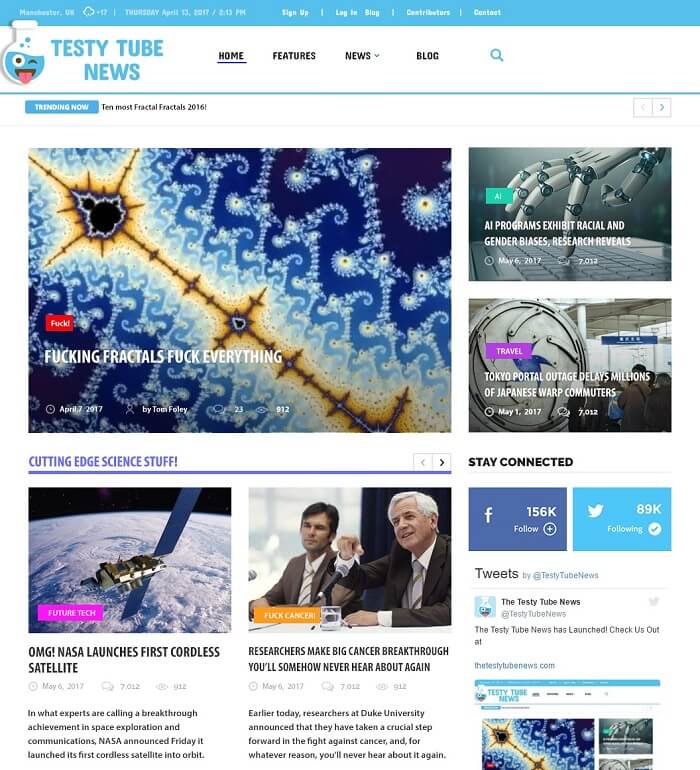 Manchester, UK +17 | THURSDAY April 13, 2017 / 2:13 PM Sign Up | Log In Blog | Contributors | Contact
TESTY TUBE
NEWS
HOME FEATURES NEWS BLOG
TRENDING NOW Ten most Fractal Fractals 2016!
Fuck!
FUCKING FRACTALS FUCK EVERYTHING
April 7 2017 by Tom Foley 23 912
AI
AI PROGRAMS EXHIBIT RACIAL AND
GENDER BIASES, RESEARCH REVEALS
May 6, 2017 7,012
TRAVEL
TOKYO PORTAL OUTAGE DELAYS MILLIONS
OF JAPANESE WARP COMMUTERS
May 1, 2017 7,012
CUTTING EDGE SCIENCE STUFF!
FUTURE TECH
OMG! NASA LAUNCHES FIRST CORDLESS
SATELLITE
May 6, 2017 7,012 912
In what experts are calling a breakthrough
achievement in space exploration and
communications, NASA announced Friday it
launched its first cordless satellite into orbit.
FUCK CANCER!
RESEARCHERS MAKE BIG CANCER BREAKTHROUGH
YOU'LL SOMEHOW NEVER HEAR ABOUT AGAIN
May 6, 2017 7,012 912
Earlier today, researchers at Duke University
announced that they have taken a crucial step
forward in the fight against cancer, and, for
whatever reason, you'll never hear about it again.
STAY CONNECTED
f 156K
Follow
89K
Following
Tweets by @TestyTubeNews
The Testy Tube News
@TestyTubeNews
The Testy Tube News has Launched! Check Us Out
at
thetestytubenews.com
TESTY TUBE
NEWS